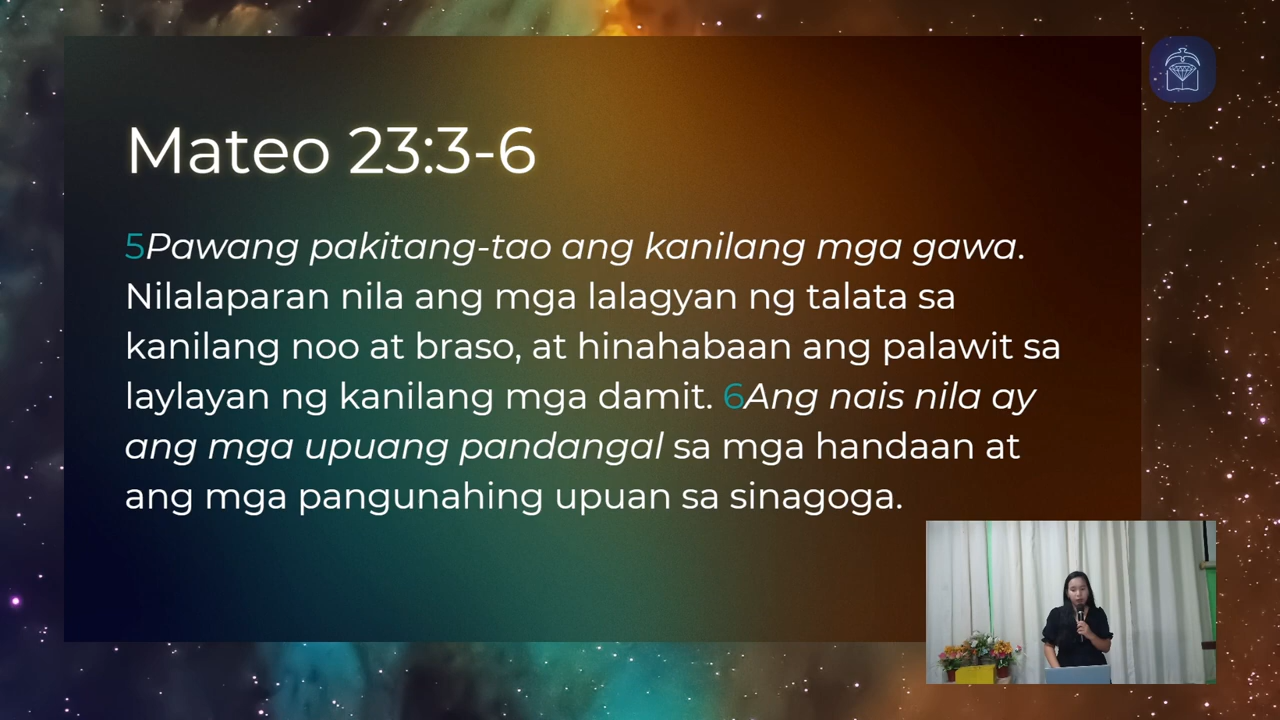 Mateo 23:3-6
5Pawang pakitang-tao ang kanilang mga gawa.
Nilalaparan nila ang mga lalagyan ng talata sa
kanilang noo at braso, at hinahabaan ang palawit sa
laylayan ng kanilang mga damit. 6Ang nais nila ay
ang mga upuang pandangal sa mga handaan at
ang mga pangunahing upuan sa sinagoga.